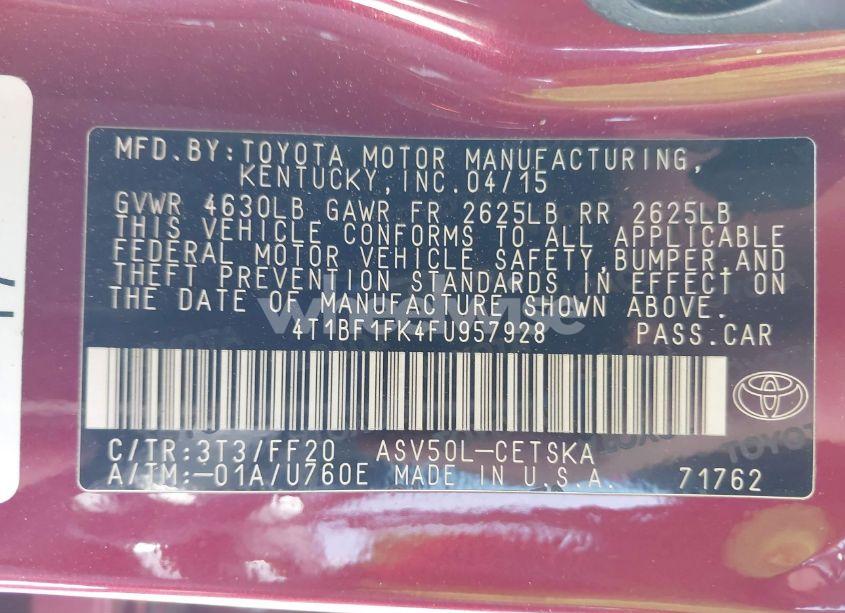 MFD.BY:TOYOTA MOTOR MANUFACTURING,
KENTUCKY,INC.04/15
GVWR 4630LB GAWR FR 2625LB RR 2625LB
THIS VEHICLE CONFORMS TO ALL APPLICABLE
FEDERAL MOTOR VEHICLE SAFETY,BUMPER,AND
THEFT PREVENTION STANDARDS IN EFFECT ON
THE DATE OF MANUFACTURE SHOWN ABOVE.
4T1BF1FK4FU957928 PASS.CAR
C/TR:3T3/FF20 ASV50L-CETSKA
A/TM:-01A/U760E MADE IN U.S.A. 71762